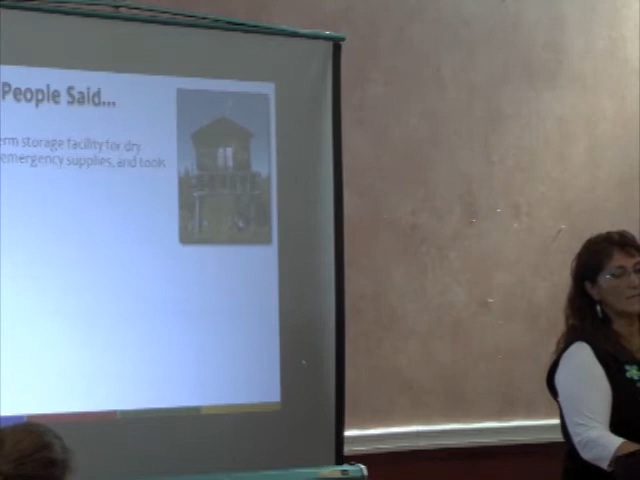 People Said...
erm storage facility for dry
emergency supplies, and tools